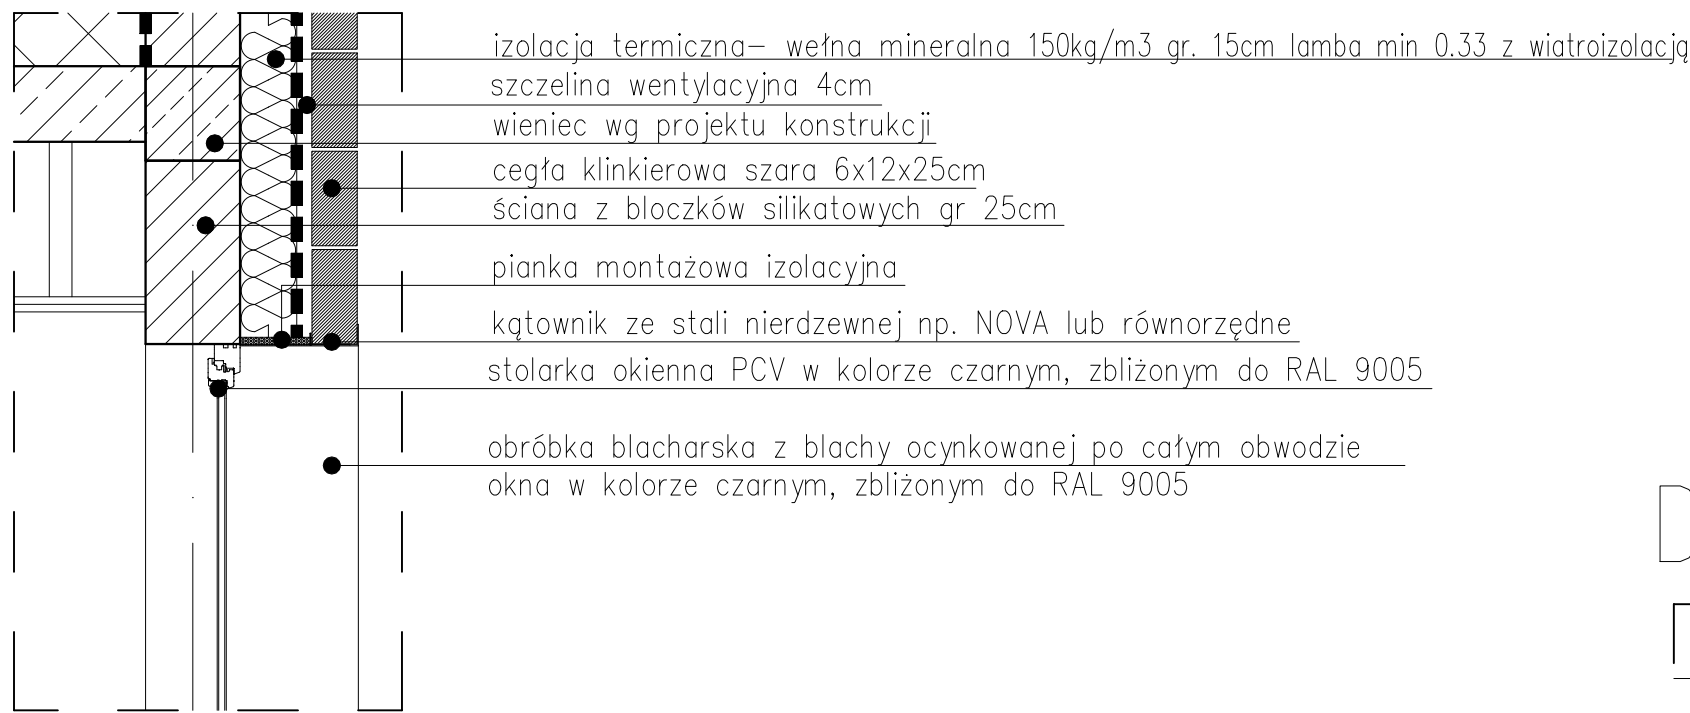 izolacja termiczna– wełna mineralna 150kg/m3 gr. 15cm lamba min 0.33 z wiatroizolacją
szczelina wentylacyjna 4cm
wieniec wg projektu konstrukcji
cegła klinkierowa szara 6x12x25cm
ściana z bloczków silikatowych gr 25cm
pianka montażowa izolacyjna
kątownik ze stali nierdzewnej np. NOVA lub równorzędne
stolarka okienna PCV w kolorze czarnym, zbliżonym do RAL 9005
obróbka blacharska z blachy ocynkowanej po całym obwodzie
okna w kolorze czarnym, zbliżonym do RAL 9005